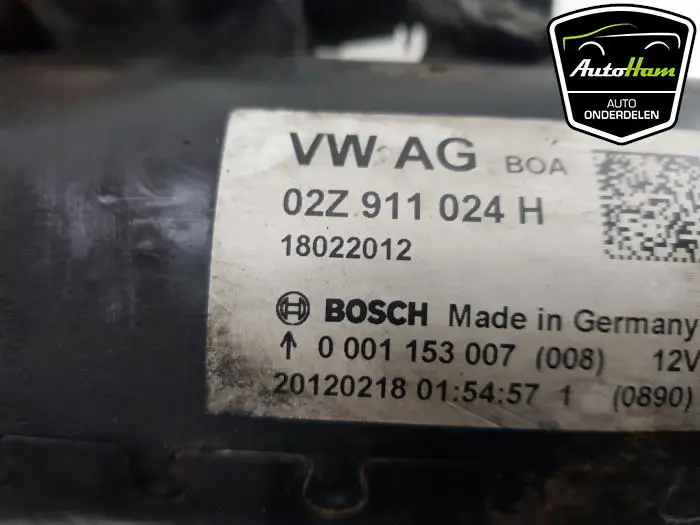 AutoHam
AUTO
ONDERDELEN
VW AG BOA
02Z 911 024 H
18022012
BOSCH Made in Germany
↑ 0 001 153 007 (008) 12V
20120218 01:54:57 1 (0890)